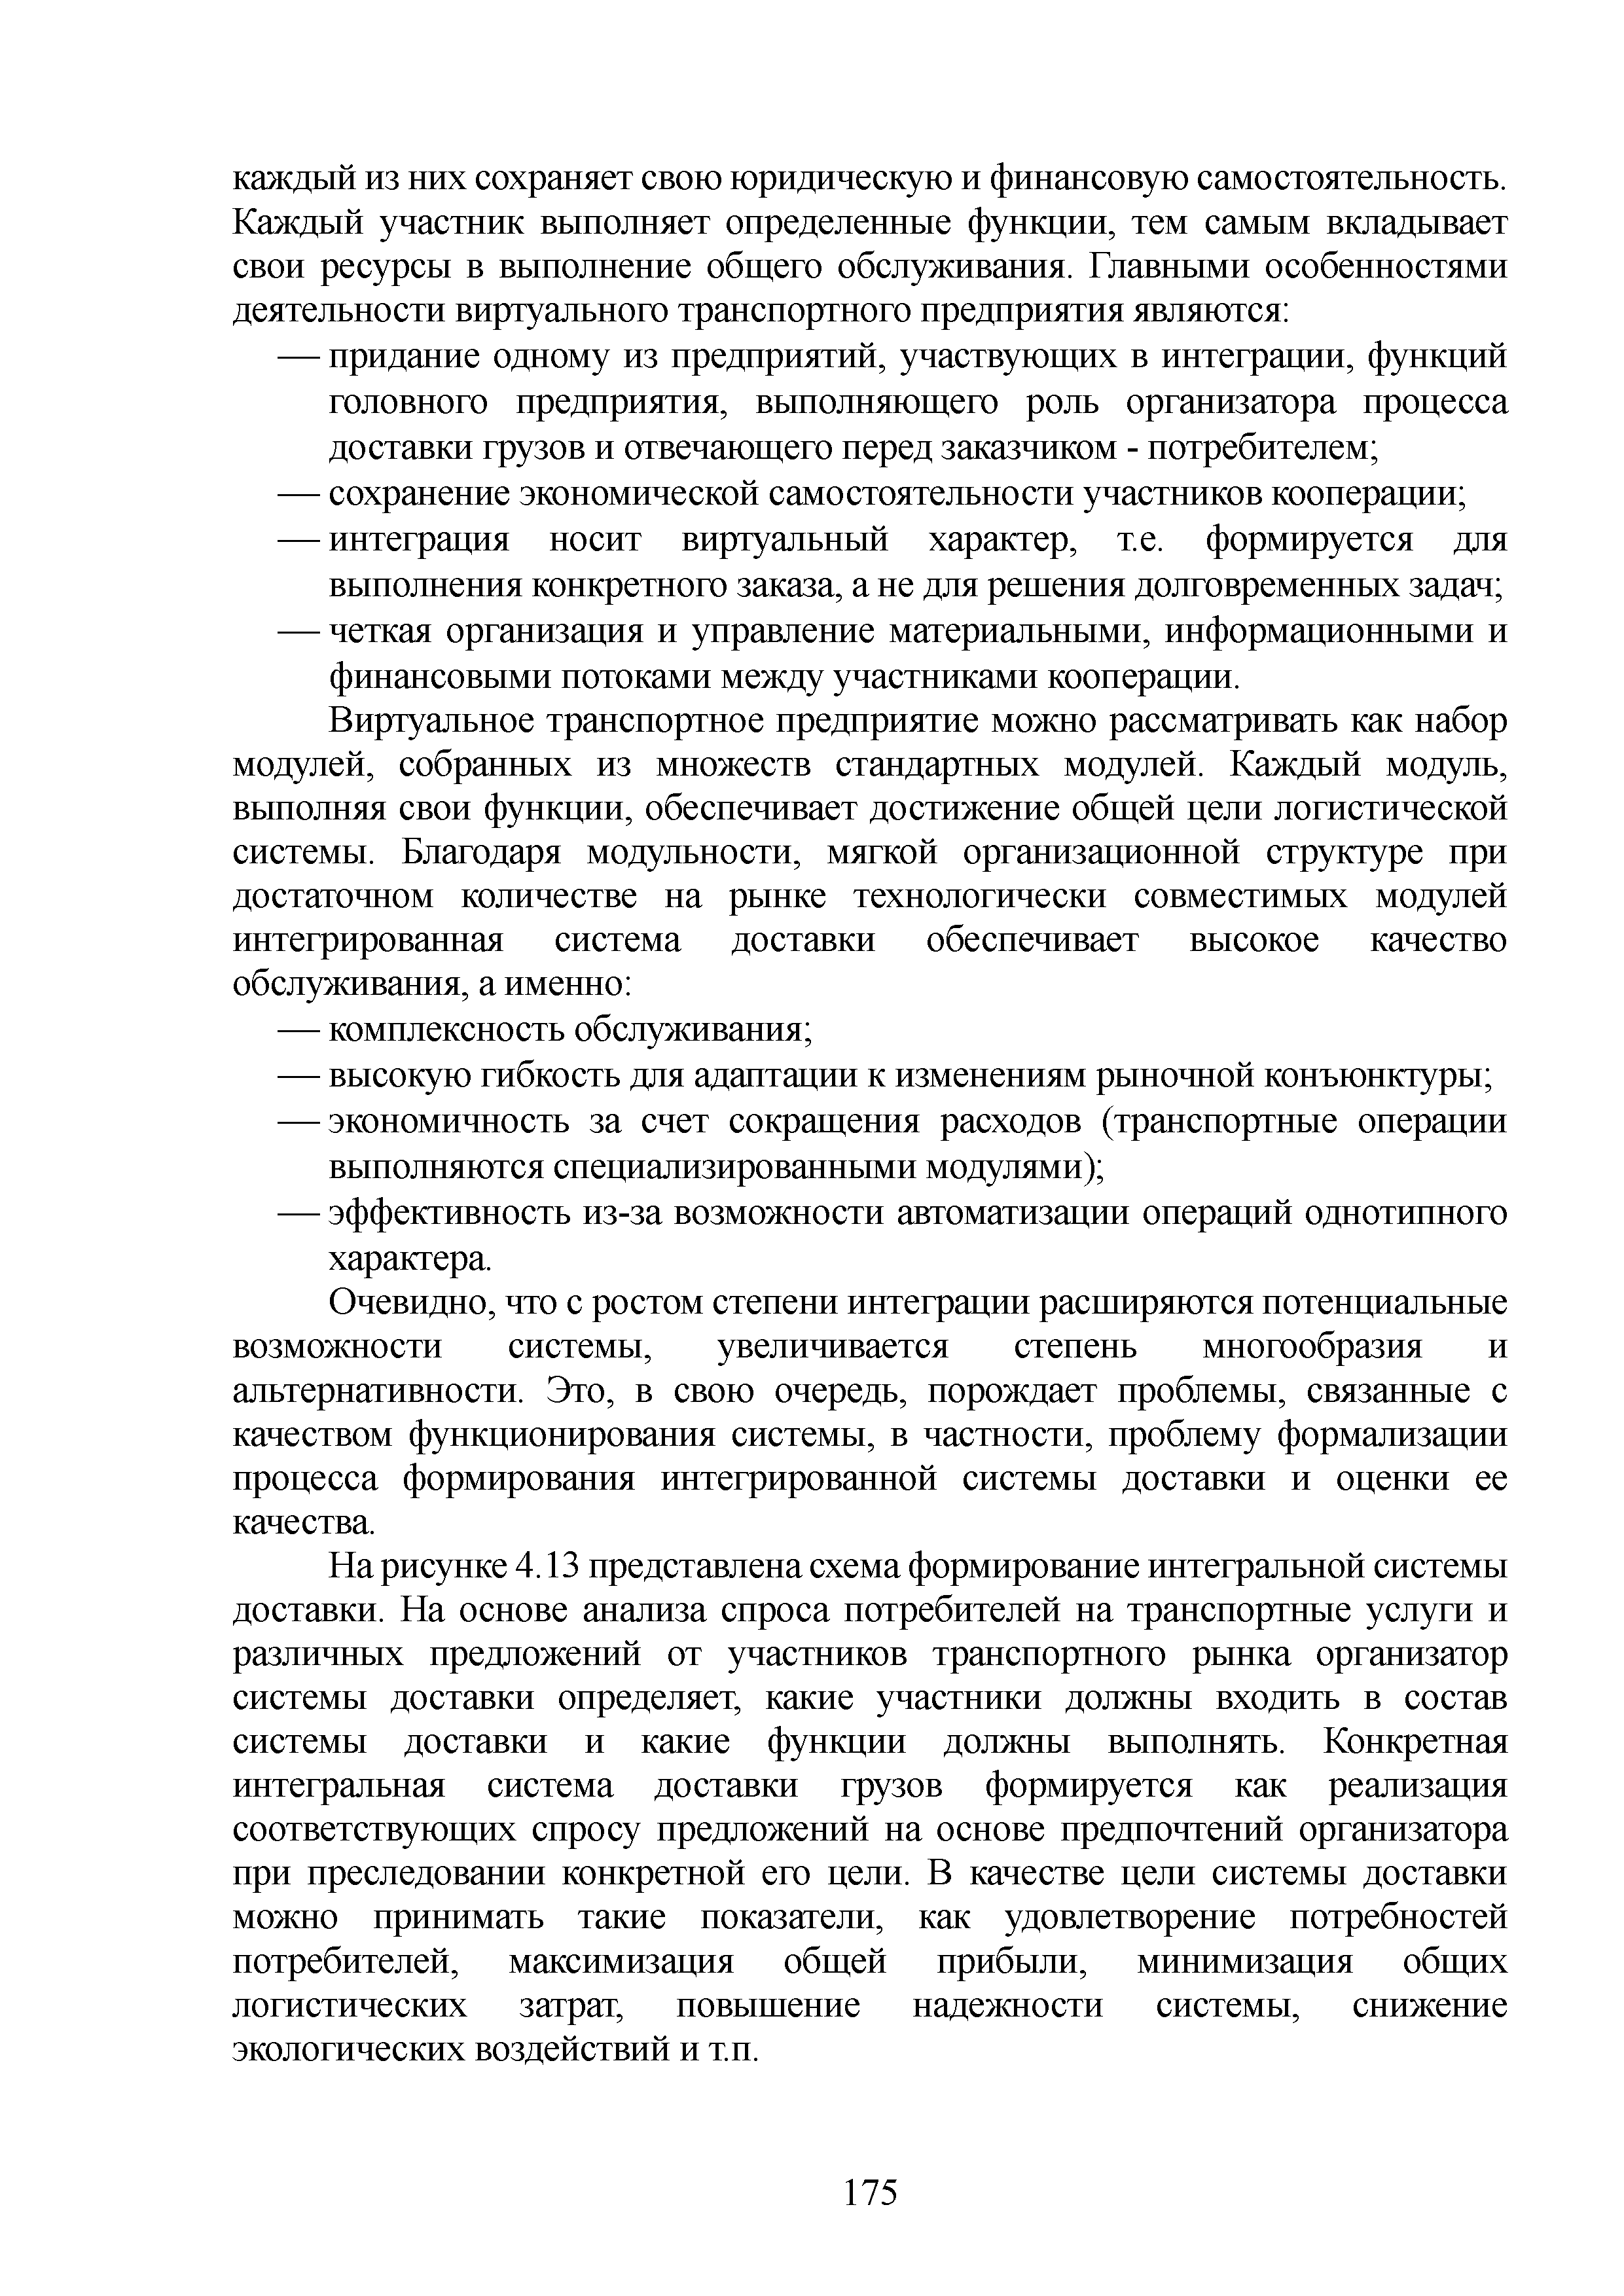 каждый из них сохраняет свою юридическую и финансовую самостоятельность.
Каждый участник выполняет определенные функции, тем самым вкладывает
свои ресурсы в выполнение общего обслуживания. Главными особенностями
деятельности виртуального транспортного предприятия являются:
— придание одному из предприятий, участвующих в интеграции, функций
головного предприятия, выполняющего роль организатора процесса
доставки грузов и отвечающего перед заказчиком - потребителем;
— сохранение экономической самостоятельности участников кооперации;
— интеграция носит виртуальный характер, т.е. формируется для
выполнения конкретного заказа, а не для решения долговременных задач;
— четкая организация и управление материальными, информационными и
финансовыми потоками между участниками кооперации.
Виртуальное транспортное предприятие можно рассматривать как набор
модулей, собранных из множеств стандартных модулей. Каждый модуль,
выполняя свои функции, обеспечивает достижение общей цели логистической
системы. Благодаря модульности, мягкой организационной структуре при
достаточном количестве на рынке технологически совместимых модулей
интегрированная система доставки обеспечивает высокое качество
обслуживания, а именно:
— комплексность обслуживания;
— высокую гибкость для адаптации к изменениям рыночной конъюнктуры;
— экономичность за счет сокращения расходов (транспортные операции
выполняются специализированными модулями);
— эффективность из-за возможности автоматизации операций однотипного
характера.
Очевидно, что с ростом степени интеграции расширяются потенциальные
возможности системы, увеличивается степень многообразия и
альтернативности. Это, в свою очередь, порождает проблемы, связанные с
качеством функционирования системы, в частности, проблему формализации
процесса формирования интегрированной системы доставки и оценки ее
качества.
На рисунке 4.13 представлена схема формирование интегральной системы
доставки. На основе анализа спроса потребителей на транспортные услуги и
различных предложений от участников транспортного рынка организатор
системы доставки определяет, какие участники должны входить в состав
системы доставки и какие функции должны выполнять. Конкретная
интегральная система доставки грузов формируется как реализация
соответствующих спросу предложений на основе предпочтений организатора
при преследовании конкретной его цели. В качестве цели системы доставки
можно принимать такие показатели, как удовлетворение потребностей
потребителей, максимизация общей прибыли, минимизация общих
логистических затрат, повышение надежности системы, снижение
экологических воздействий и т.п.
175